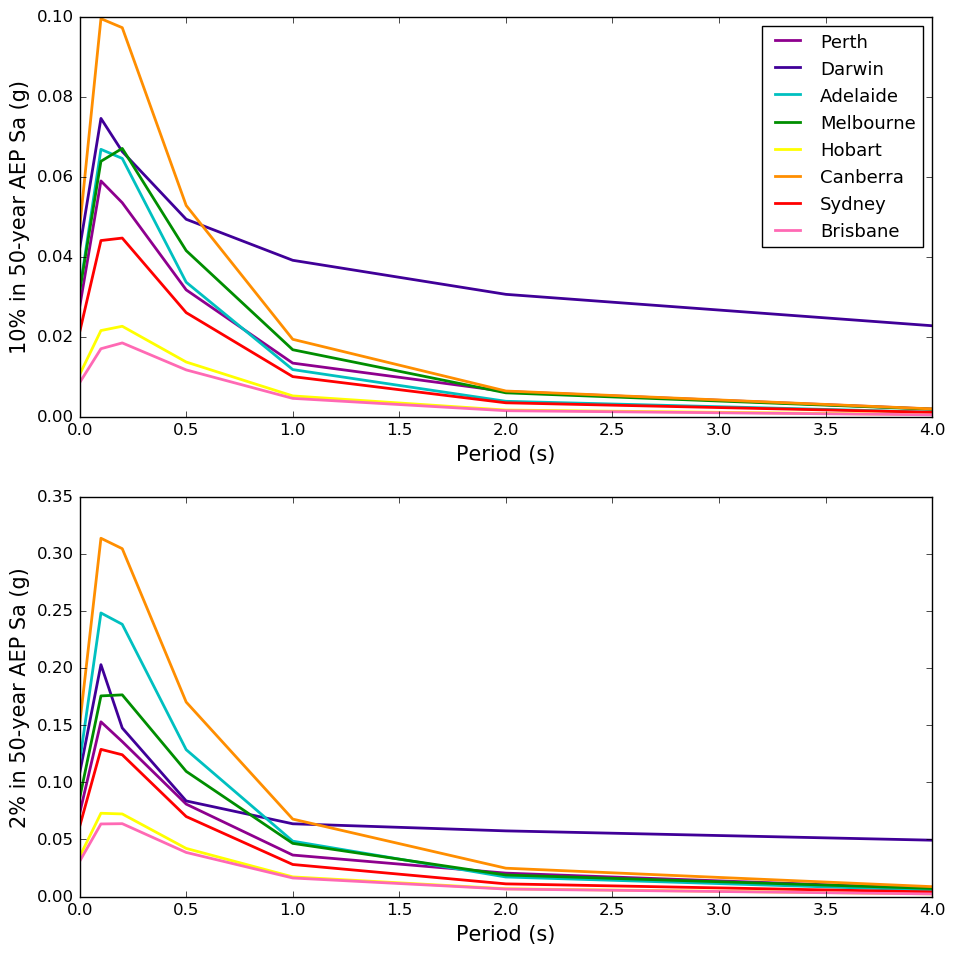 10% in 50-year AEP Sa (g)
0.10
0.08
0.06
0.04
0.02
0.00
Perth
Darwin
Adelaide
Melbourne
Hobart
Canberra
Sydney
Brisbane
0.0 0.5 1.0 1.5 2.0 2.5 3.0 3.5 4.0
Period (s)
2% in 50-year AEP Sa (g)
0.35
0.30
0.25
0.20
0.15
0.10
0.05
0.00
0.0 0.5 1.0 1.5 2.0 2.5 3.0 3.5 4.0
Period (s)